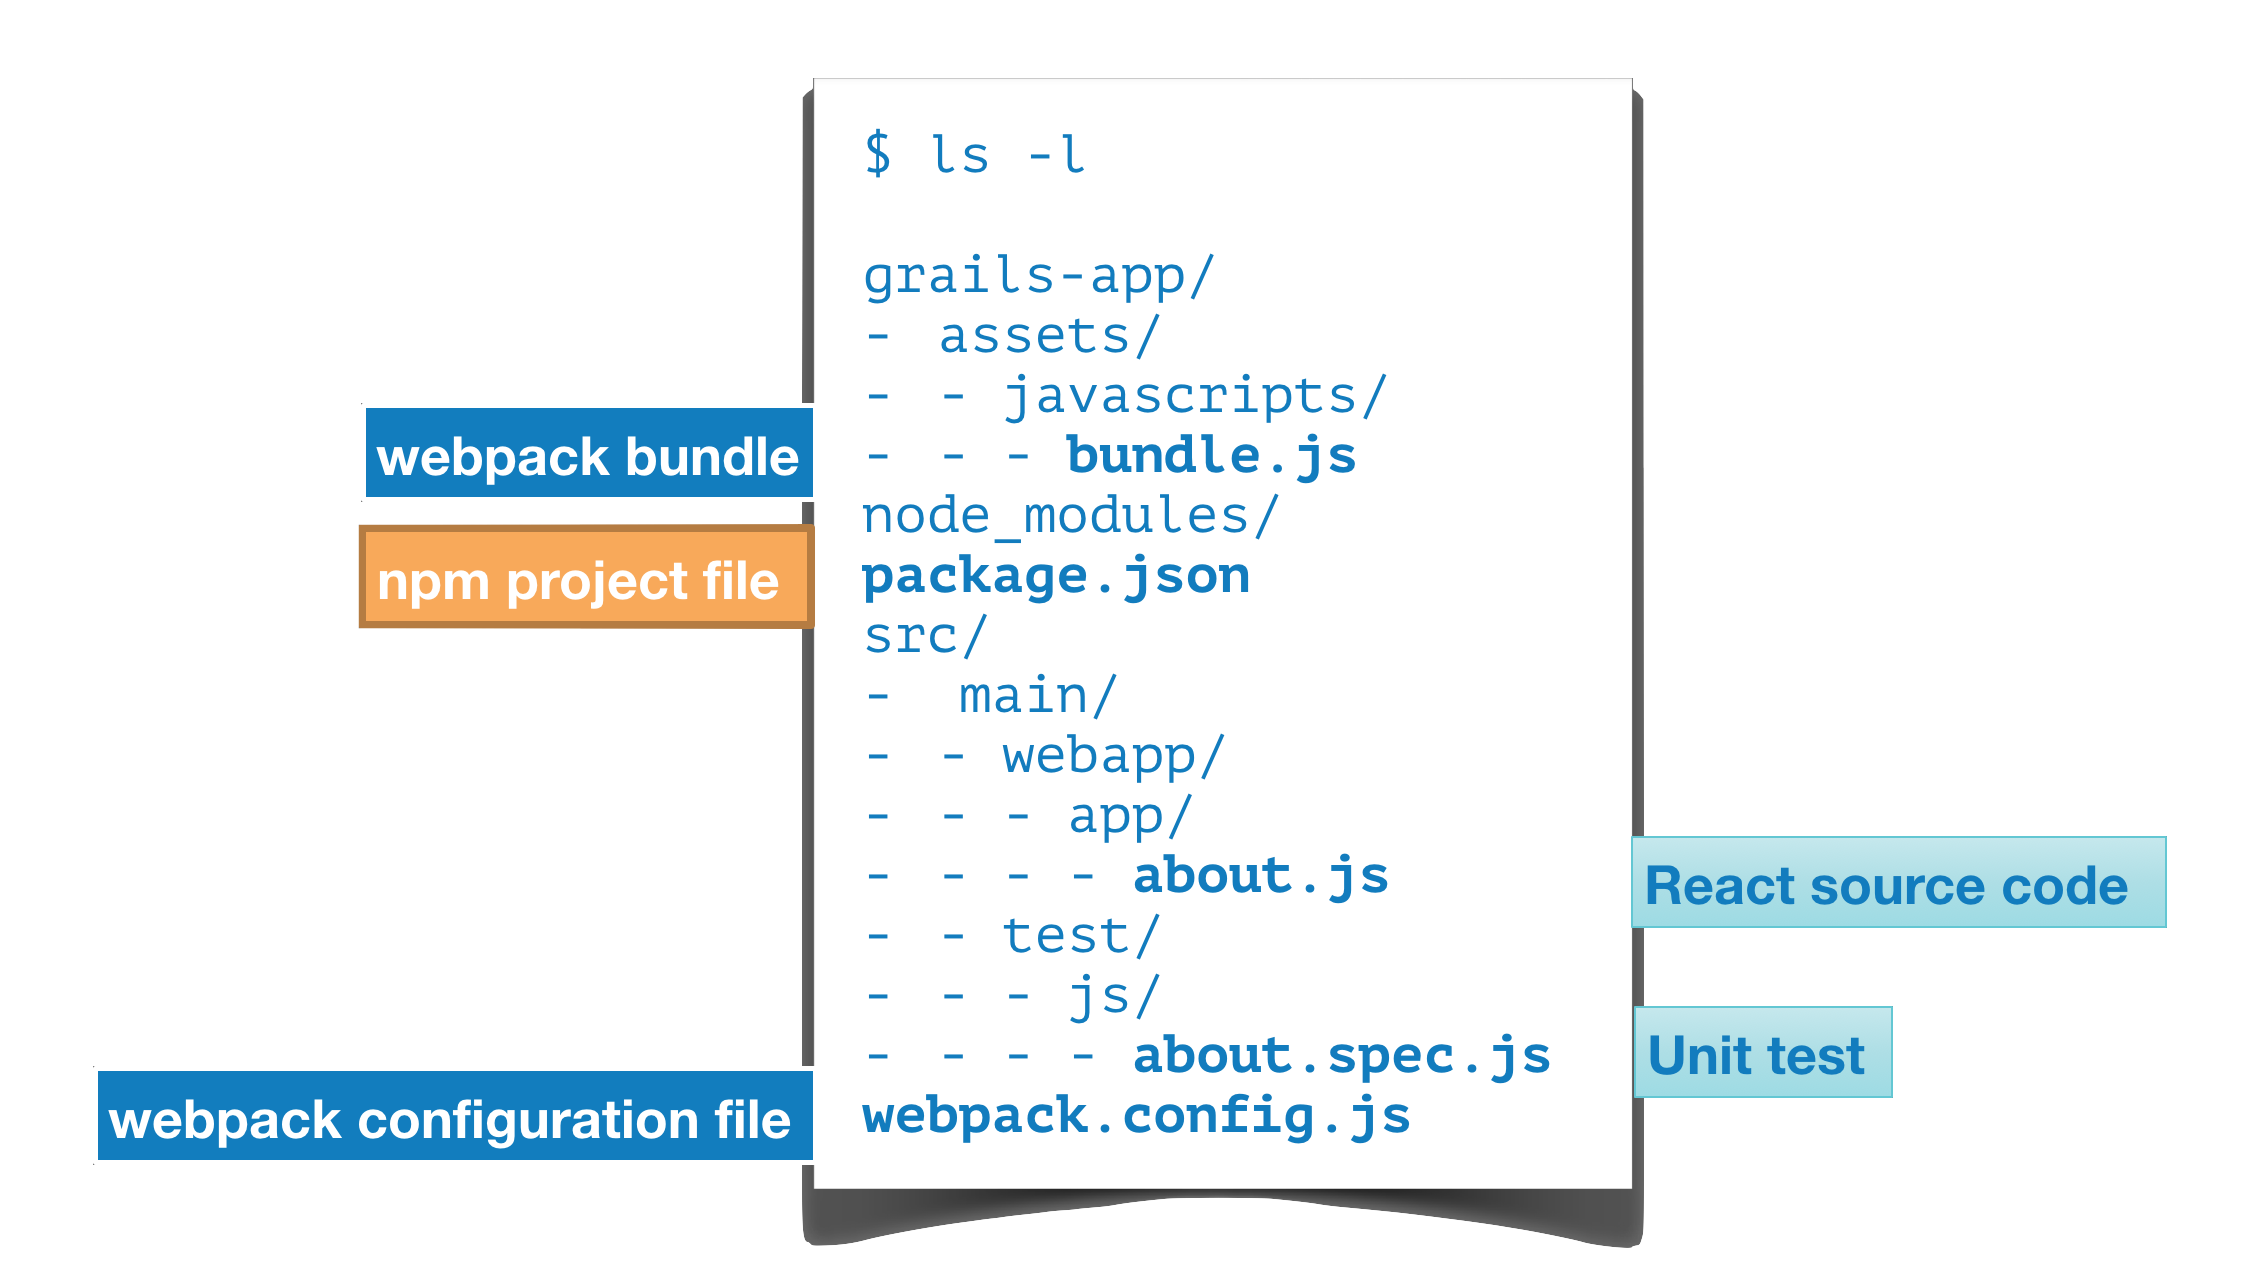 $ ls -l
grails-app/
- assets/
- - javascripts/
webpack bundle
- - - bundle.js
node_modules/
npm project file
package.json
src/
- main/
- - webapp/
- - - app/
- - - - about.js
React source code
- - test/
- - - js/
- - - - about.spec.js
Unit test
webpack configuration file
webpack.config.js